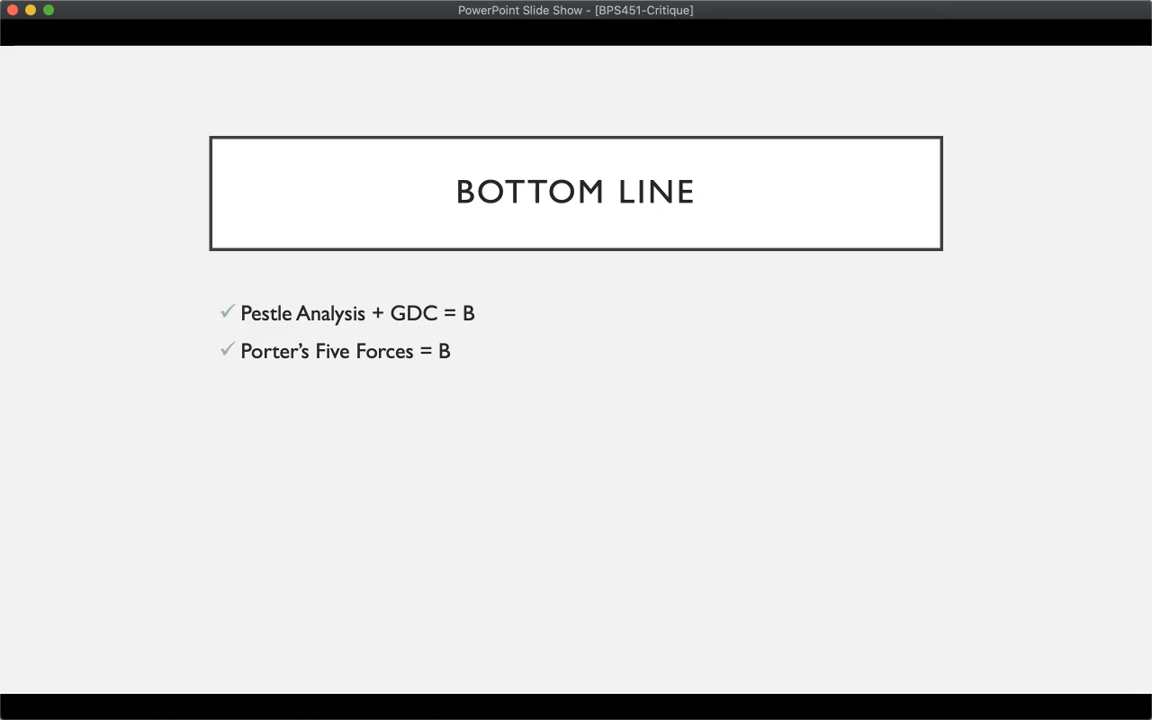 PowerPoint Slide Show - [BPS451-Critique]
BOTTOM LINE
✓ Pestle Analysis + GDC = B
✓ Porter’s Five Forces = B